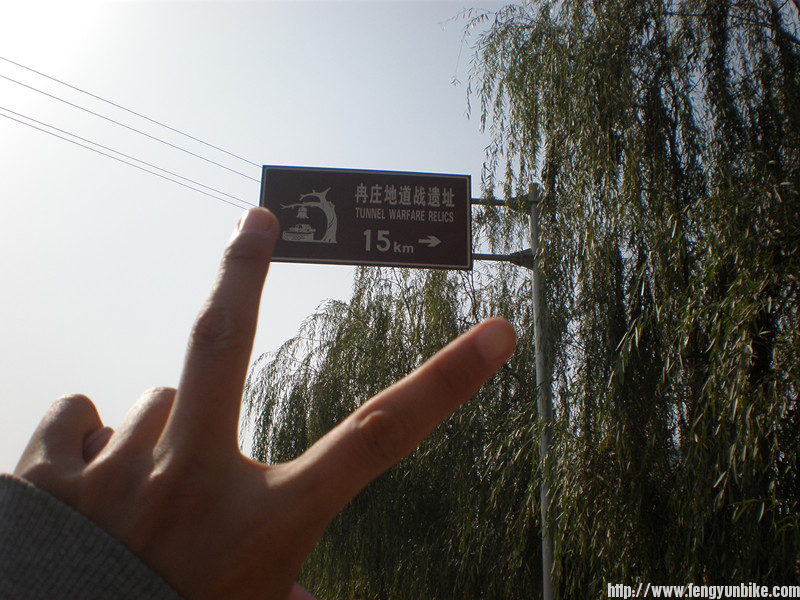 冉庄地道战遗址
TUNNEL WARFARE RELICS
15km
http://www.fengyunbike.com